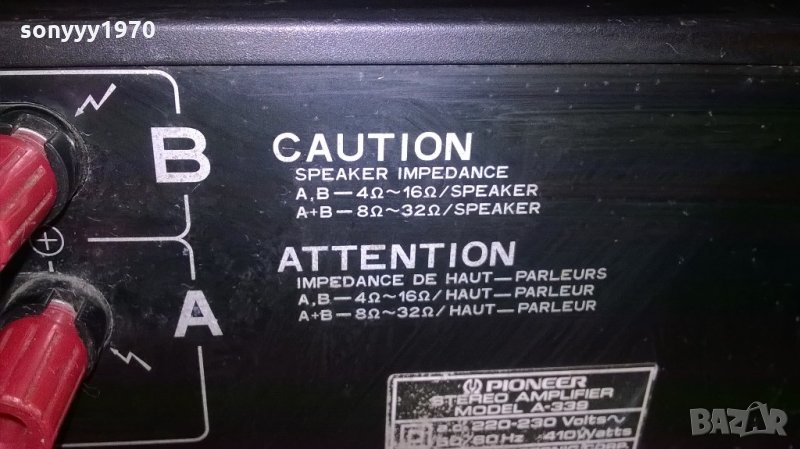 sonyyy1970
B
CAUTION
SPEAKER IMPEDANCE
A,B—4Ω~16Ω/SPEAKER
A+B—8Ω~32Ω/SPEAKER
ATTENTION
IMPEDANCE DE HAUT—PARLEURS
A,B—4Ω~16Ω/HAUT—PARLEUR
A+B—8Ω~32Ω/HAUT—PARLEUR
A
PIONEER
STEREO AMPLIFIER
MODEL A-339
220-230 Volts~
50/60 Hz 410 Watts
CORP.
BAZAR